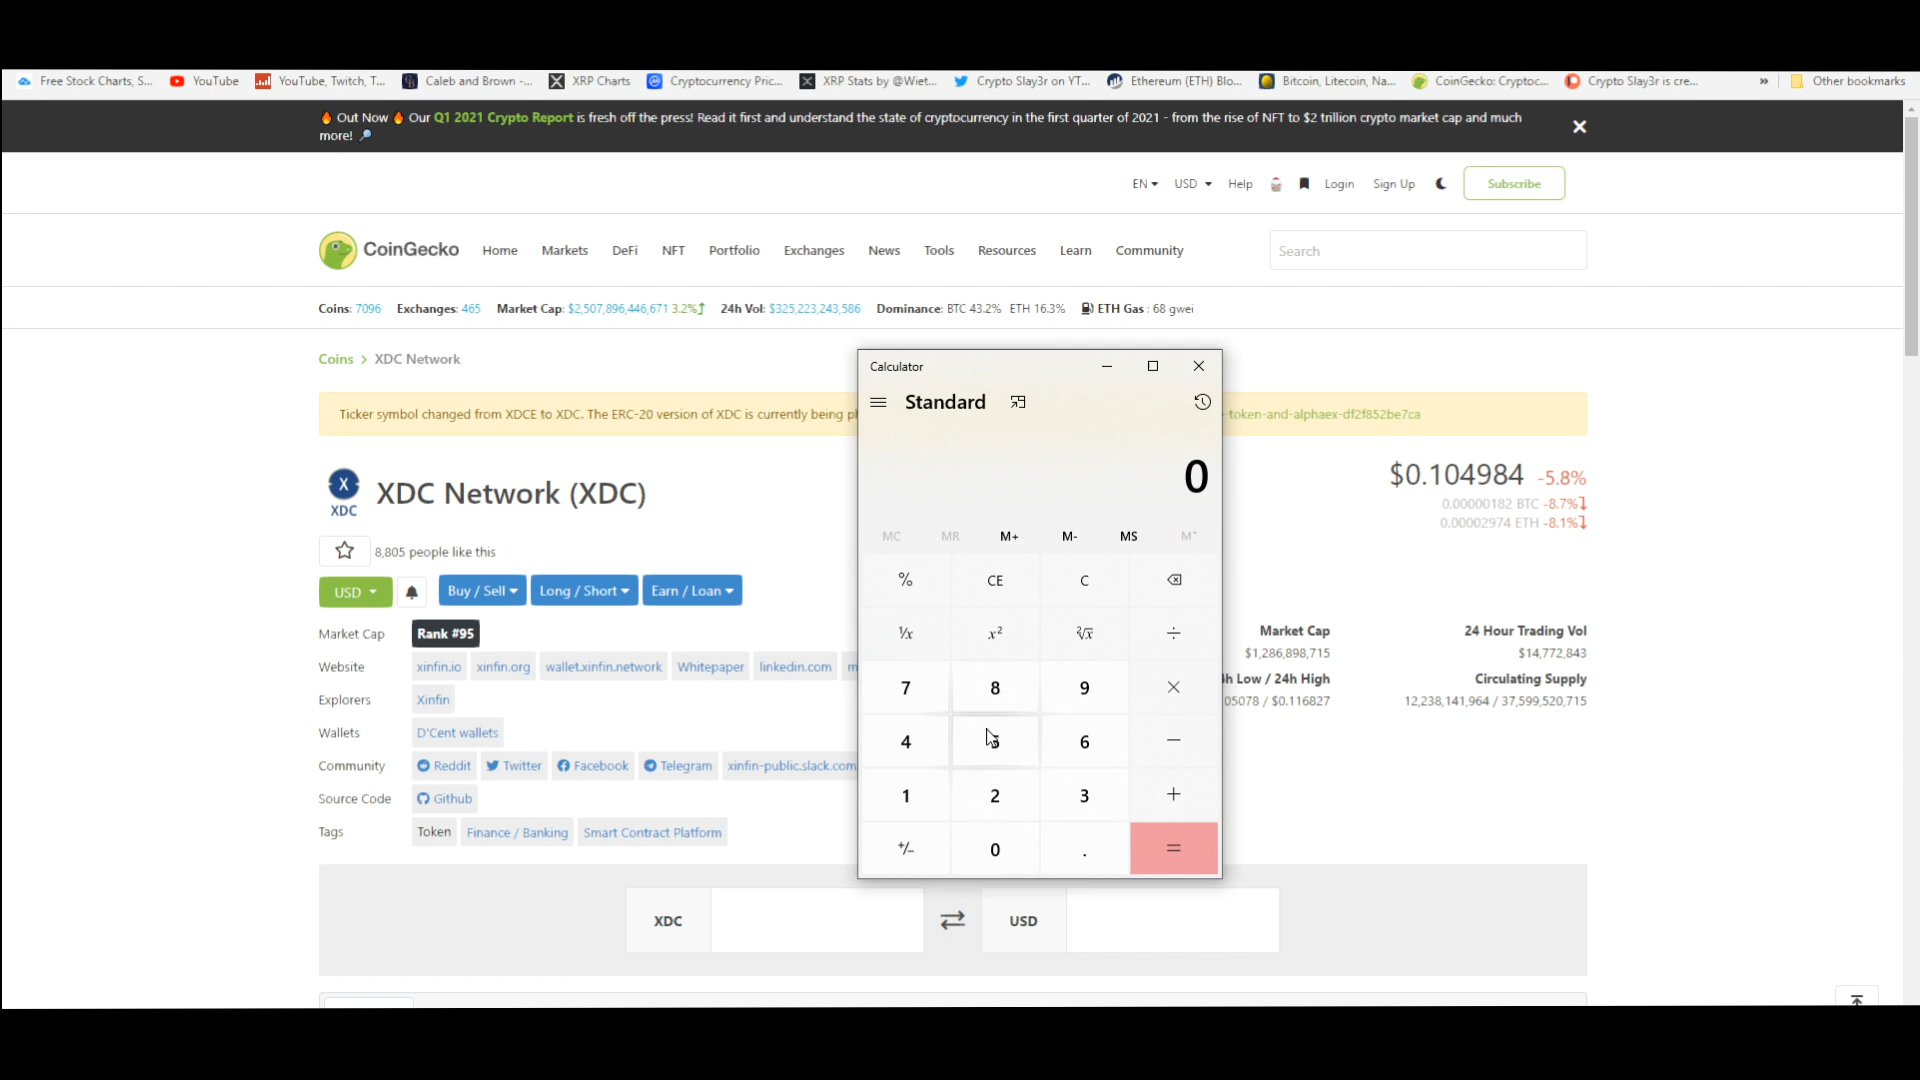 Free Stock Charts, S... YouTube YouTube, Twitch, T... Caleb and Brown -... XRP Charts Cryptocurrency Pric... XRP Stats by @Wiet... Crypto Slay3r on YT... Ethereum (ETH) Blo... Bitcoin, Litecoin, Na... CoinGecko: Cryptoc... Crypto Slay3r is cre... » Other bookmarks
🔥 Out Now 🔥 Our Q1 2021 Crypto Report is fresh off the press! Read it first and understand the state of cryptocurrency in the first quarter of 2021 - from the rise of NFT to $2 trillion crypto market cap and much
more! 🔎
EN USD Help Login Sign Up Subscribe
CoinGecko Home Markets DeFi NFT Portfolio Exchanges News Tools Resources Learn Community Search
Coins: 7096 Exchanges: 465 Market Cap: $2,507,896,446,671 3.2% 24h Vol: $325,223,243,586 Dominance: BTC 43.2% ETH 16.3% ETH Gas : 68 gwei
Coins > XDC Network
Ticker symbol changed from XDCE to XDC. The ERC-20 version of XDC is currently being ph
-token-and-alphaex-df2f852be7ca
X
XDC
XDC Network (XDC)
$0.104984 -5.8%
0.00000182 BTC -8.7%
0.00002974 ETH -8.1%
8,805 people like this
USD Buy / Sell Long / Short Earn / Loan
Market Cap Rank #95
Website xinfin.io xinfin.org wallet.xinfin.network Whitepaper linkedin.com m
Explorers Xinfin
Wallets D'Cent wallets
Community Reddit Twitter Facebook Telegram xinfin-public.slack.com
Source Code Github
Tags Token Finance / Banking Smart Contract Platform
Calculator
Standard
0
MC MR M+ M- MS M˅
% CE C
¹/x x² ²√x ÷
7 8 9 ×
4 5 6 −
1 2 3 +
+/− 0 . =
Market Cap 24 Hour Trading Vol
$1,286,898,715 $14,772,843
h Low / 24h High Circulating Supply
05078 / $0.116827 12,238,141,964 / 37,599,520,715
XDC USD